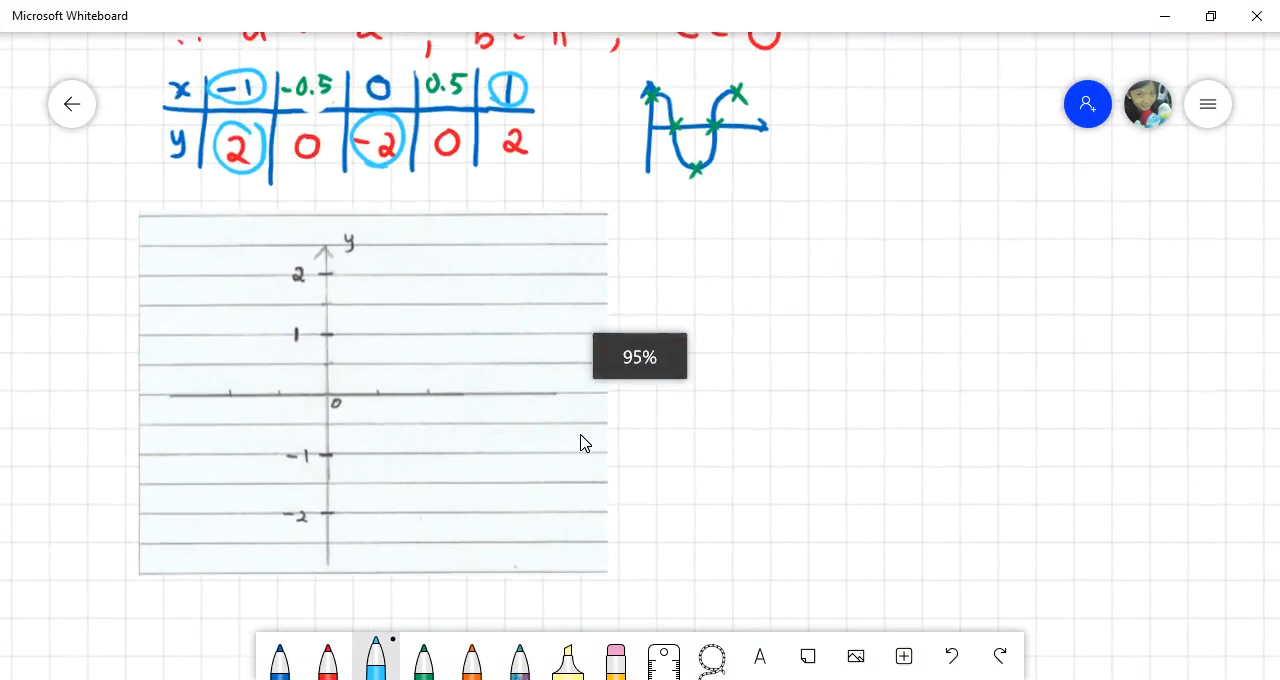 Microsoft Whiteboard
x -1 -0.5 0 0.5 1
y 2 0 -2 0 2
y
2
1
0
-1
-2
95%
A